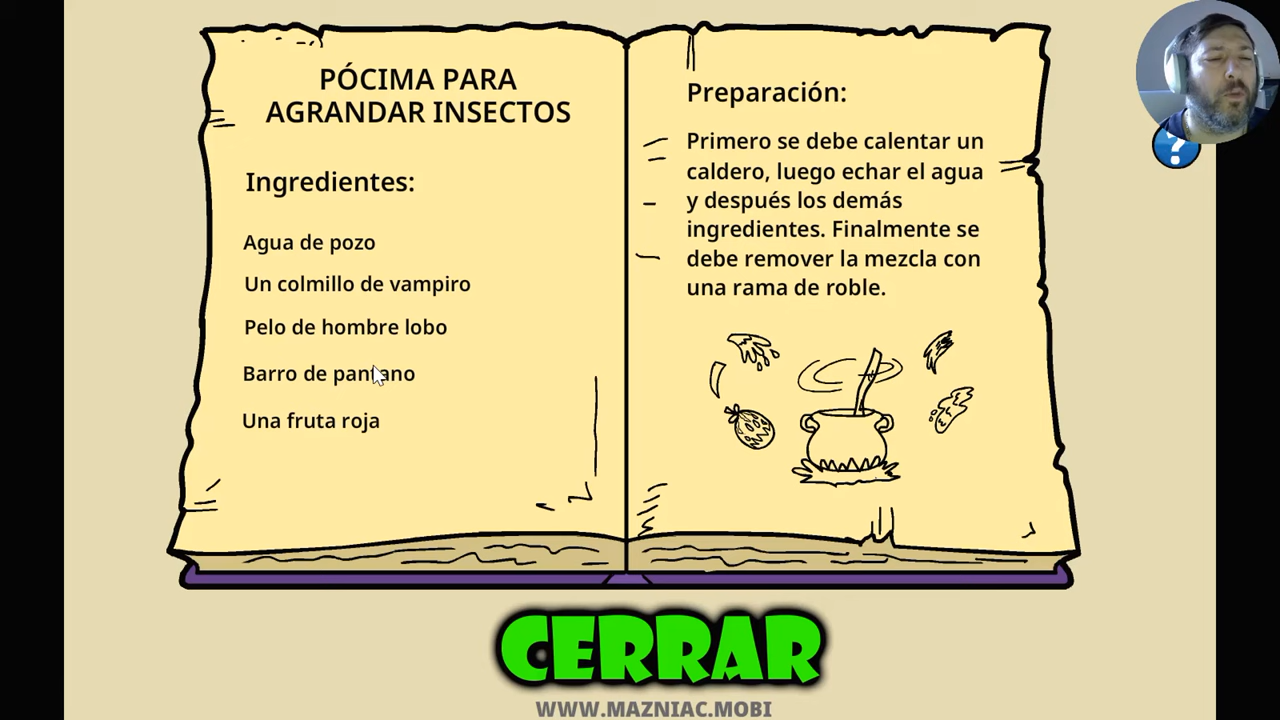 PÓCIMA PARA
AGRANDAR INSECTOS
Ingredientes:
Agua de pozo
Un colmillo de vampiro
Pelo de hombre lobo
Barro de pantano
Una fruta roja
Preparación:
Primero se debe calentar un
caldero, luego echar el agua
y después los demás
ingredientes. Finalmente se
debe remover la mezcla con
una rama de roble.
?
CERRAR
WWW.MAZNIAC.MOBI